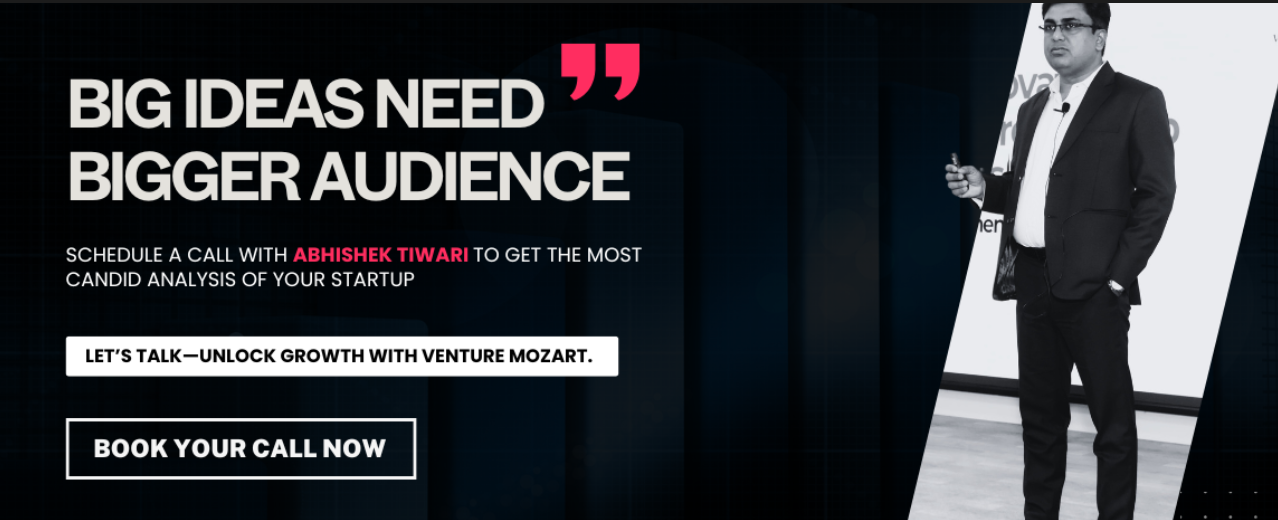 BIG IDEAS NEED ”
BIGGER AUDIENCE
SCHEDULE A CALL WITH ABHISHEK TIWARI TO GET THE MOST
CANDID ANALYSIS OF YOUR STARTUP
LET’S TALK—UNLOCK GROWTH WITH VENTURE MOZART.
BOOK YOUR CALL NOW